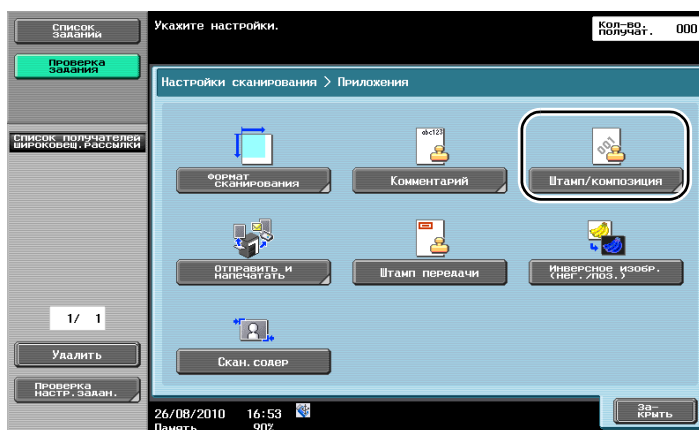 Список
заданий
Укажите настройки.
Кол-во.
получат.
000
Проверка
задания
Настройки сканирования > Приложения
Список получателей
широковещ.рассылки
abc123
001
Формат
сканирования
Комментарий
Штамп/композиция
Отправить и
напечатать
Штамп передачи
Инверсное изобр.
(нег./поз.)
1/ 1
Скан.содер
Удалить
Проверка
настр.задан.
26/08/2010 16:53
Память 90%
За-
крыть